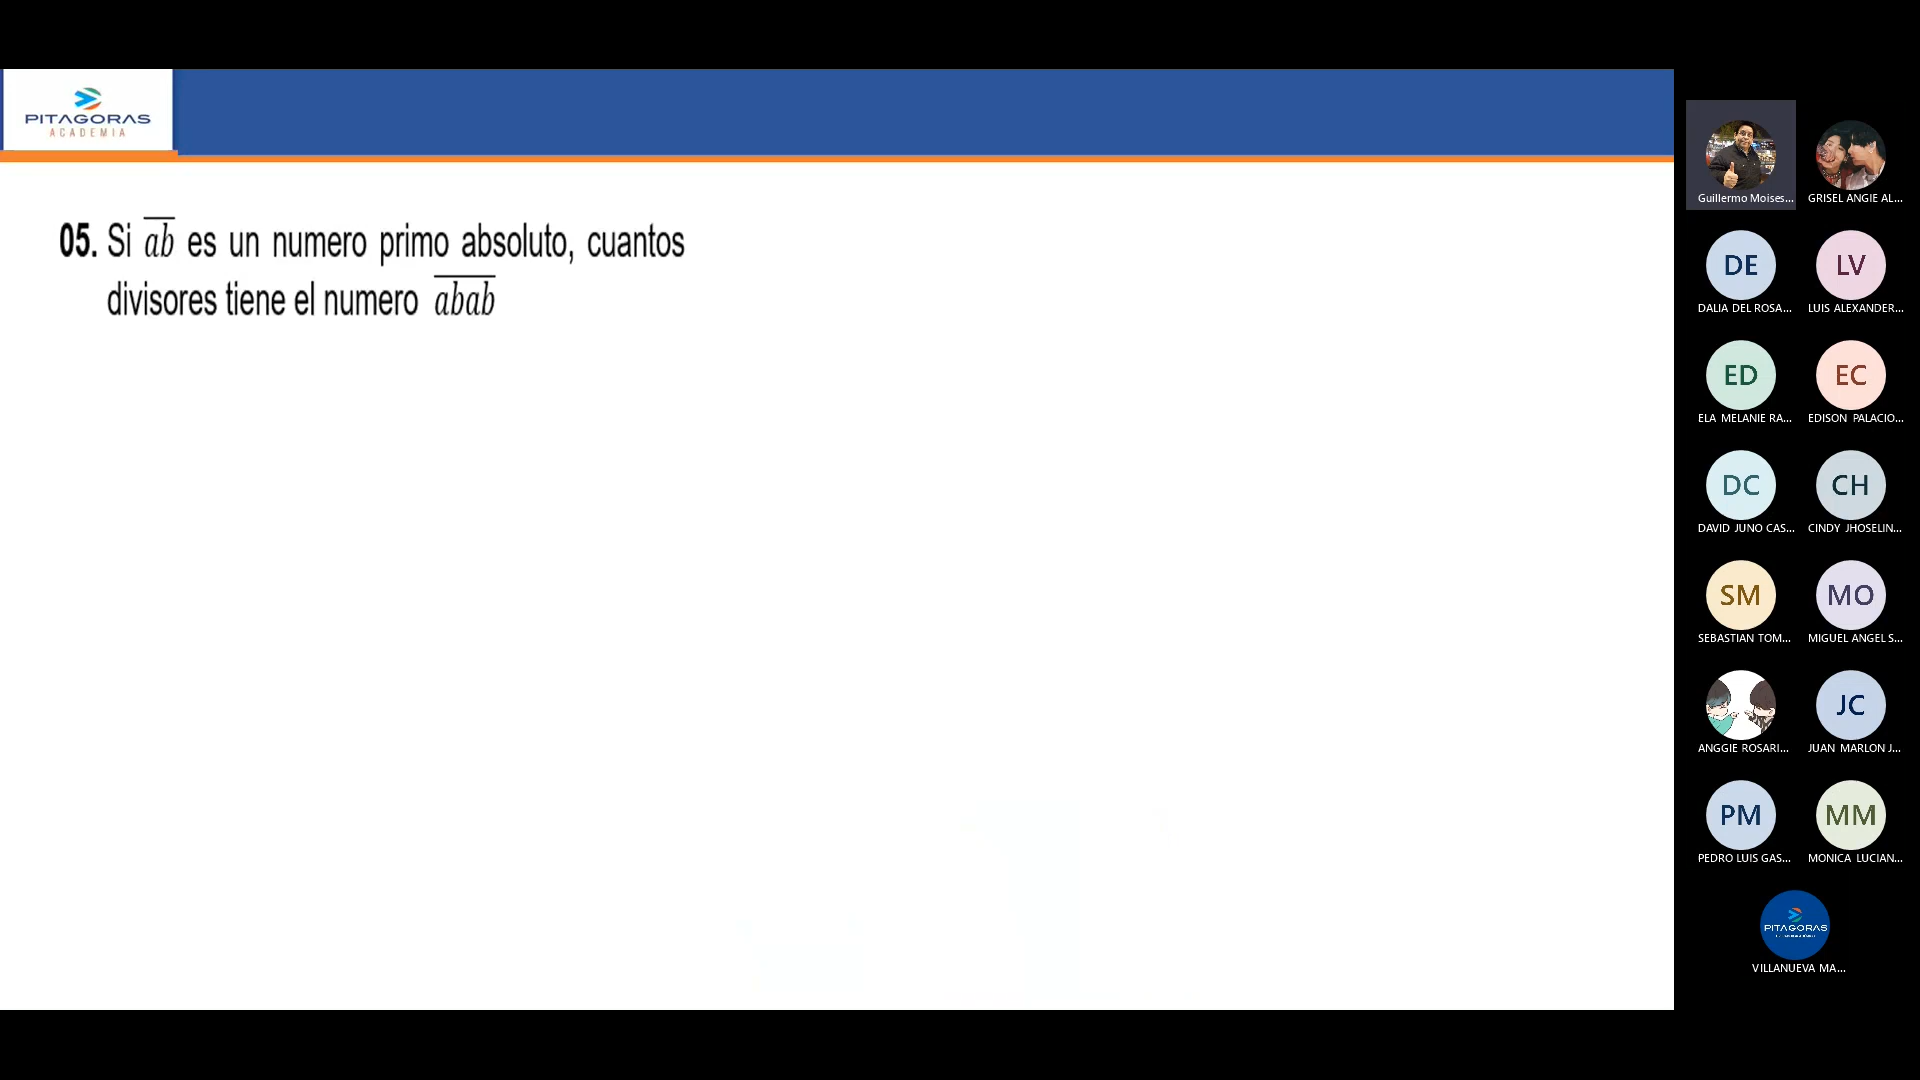 PITAGORAS
ACADEMIA
05. Si ab es un numero primo absoluto, cuantos
divisores tiene el numero abab
Guillermo Moises...
GRISEL ANGIE AL...
DE
LV
DALIA DEL ROSA...
LUIS ALEXANDER...
ED
EC
ELA MELANIE RA...
EDISON PALACIO...
DC
CH
DAVID JUNO CAS...
CINDY JHOSELIN...
SM
MO
SEBASTIAN TOM...
MIGUEL ANGEL S...
JC
ANGGIE ROSARI...
JUAN MARLON J...
PM
MM
PEDRO LUIS GAS...
MONICA LUCIAN...
PITAGORAS
VILLANUEVA MA...